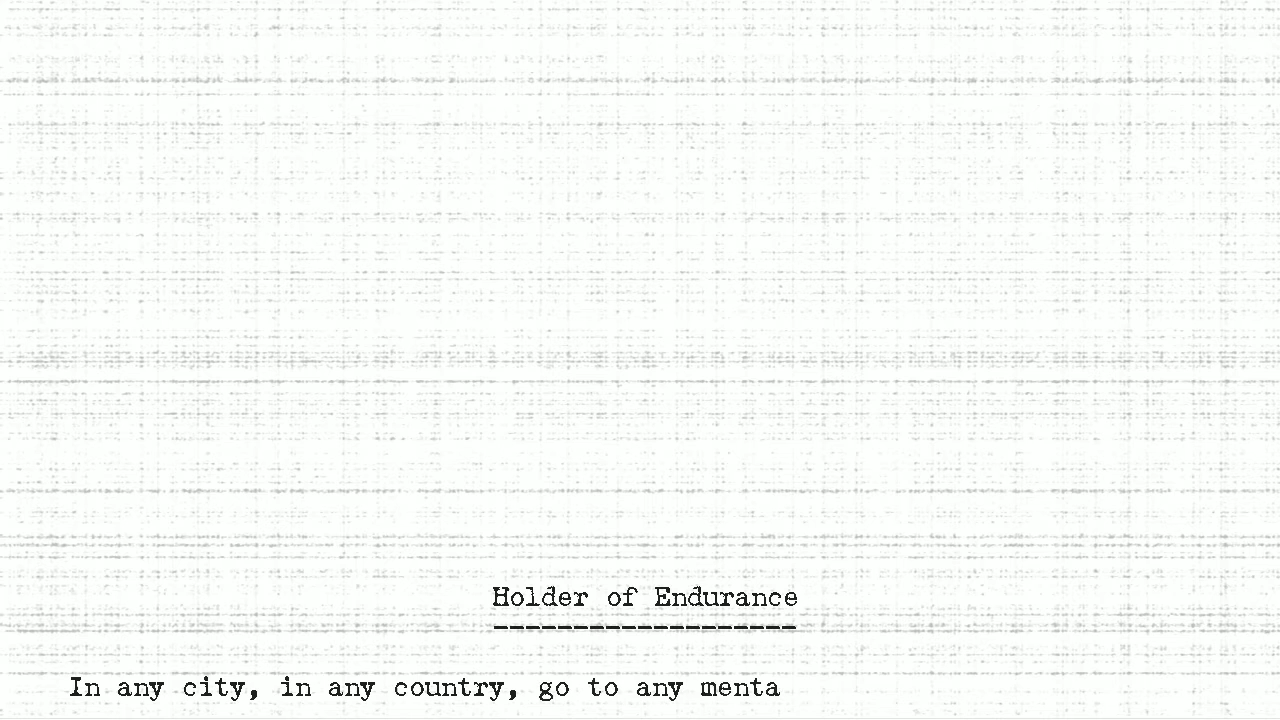 Holder of Endurance
In any city, in any country, go to any menta